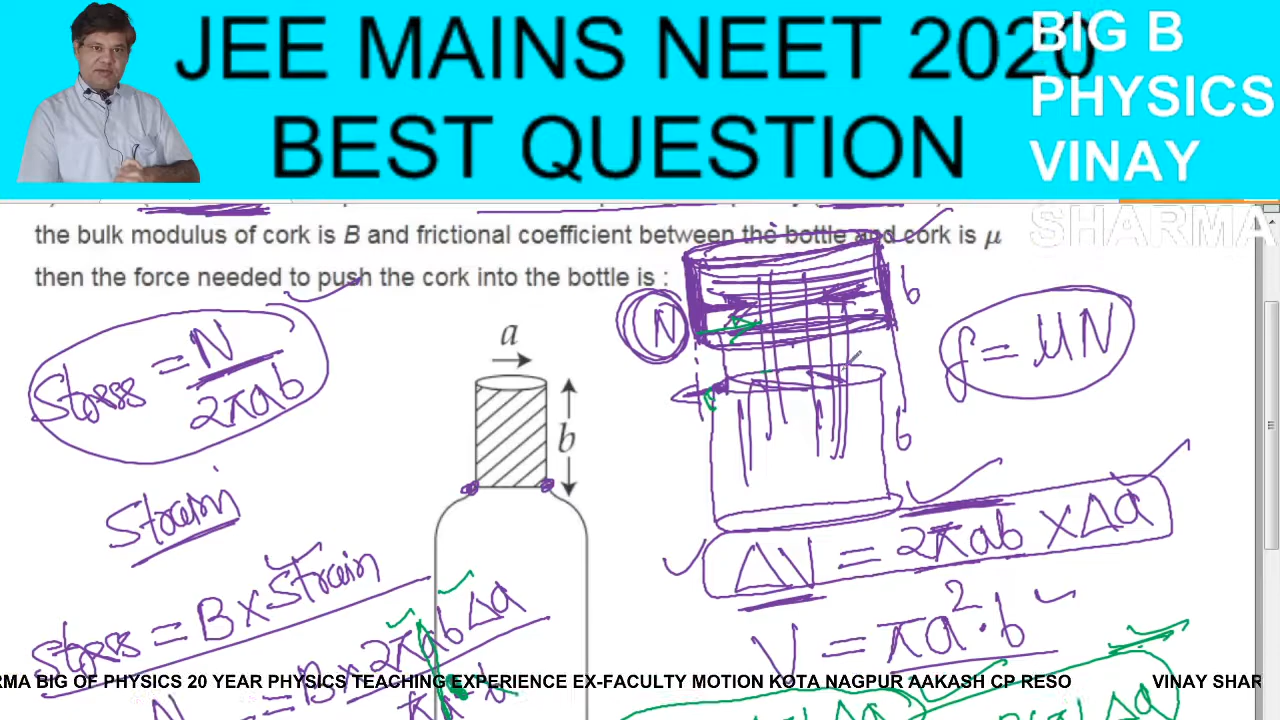 JEE MAINS NEET 2020
BEST QUESTION
BIG B
PHYSICS
VINAY
SHARMA
the bulk modulus of cork is B and frictional coefficient between the bottle and cork is μ
then the force needed to push the cork into the bottle is :
Stress = N / 2πab
a
b
N
b
b
f = μN
Strain
ΔV = 2πab × Δa
Stress = B × Strain
V = πa² · b
= B × 2πab Δa
RMA BIG OF PHYSICS 20 YEAR PHYSICS TEACHING EXPERIENCE EX-FACULTY MOTION KOTA NAGPUR AAKASH CP RESO VINAY SHAR